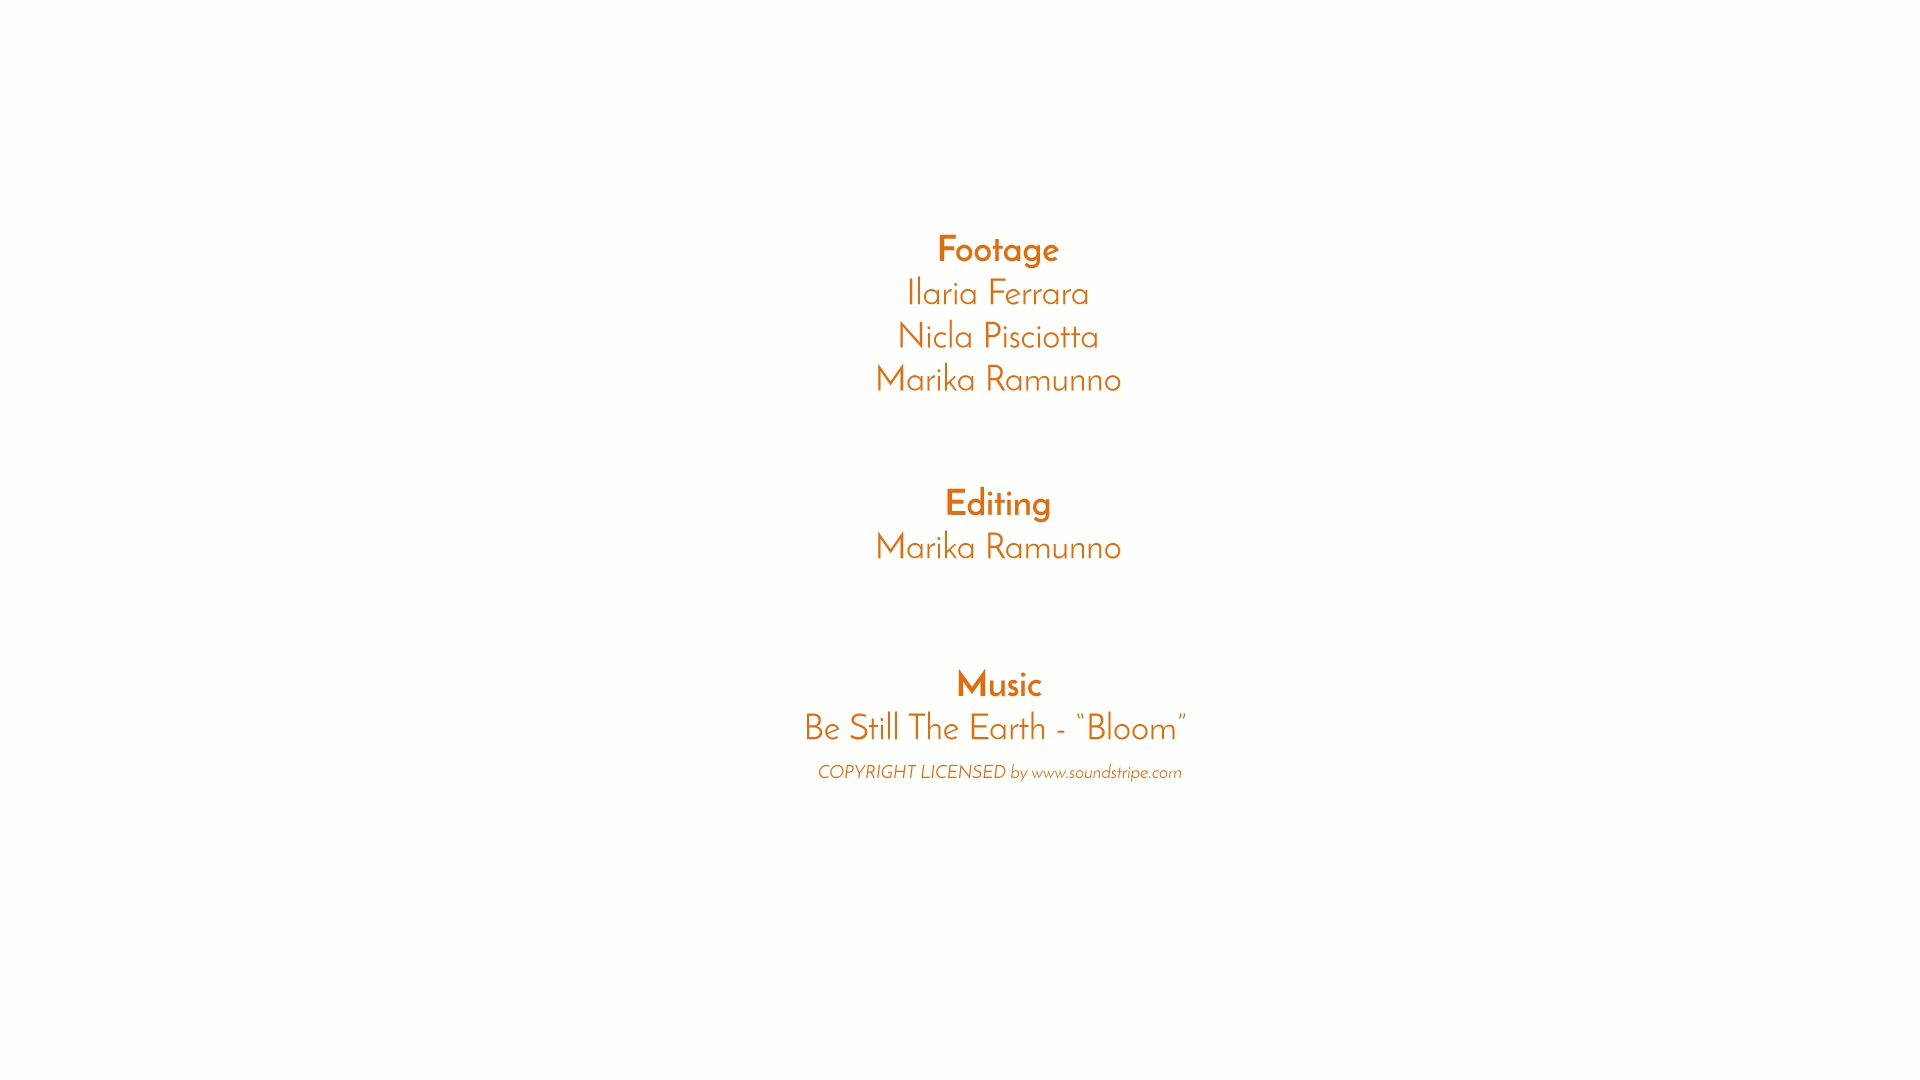 Footage
Ilaria Ferrara
Nicla Pisciotta
Marika Ramunno
Editing
Marika Ramunno
Music
Be Still The Earth - “Bloom”
COPYRIGHT LICENSED by www.soundstripe.com